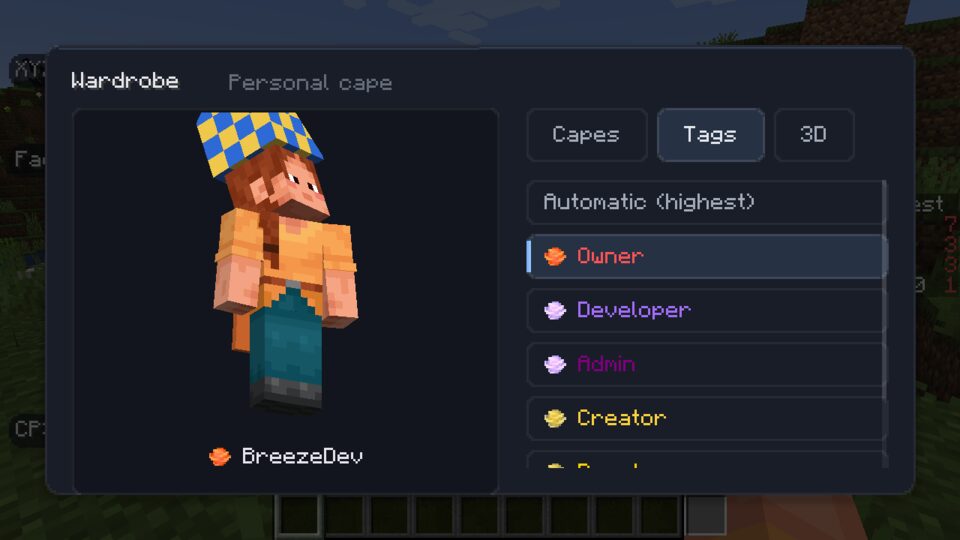 Wardrobe
Personal cape
Capes
Tags
3D
Automatic (highest)
Owner
Developer
Admin
Creator
BreezeDev